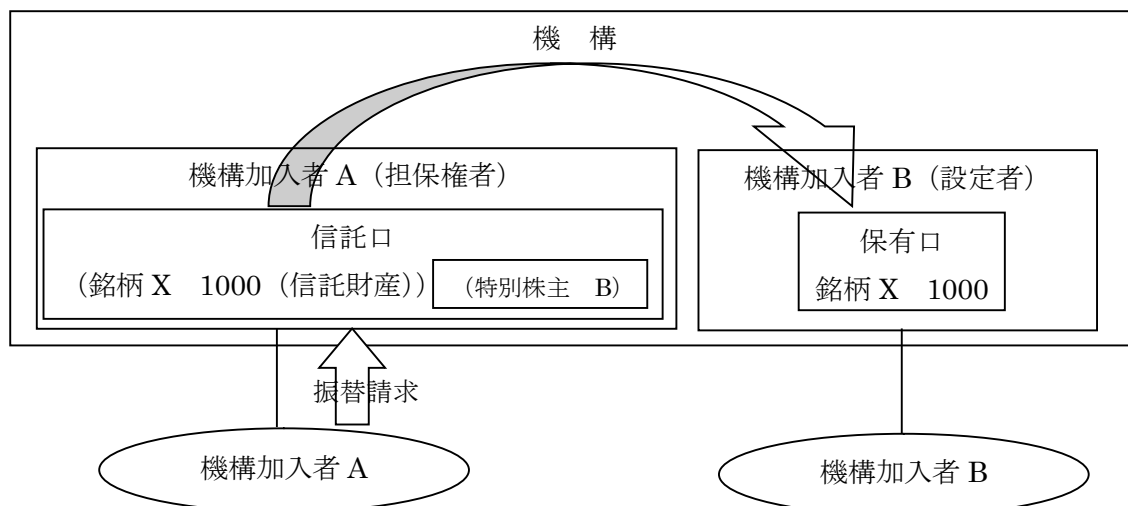 機　構
機構加入者 A（担保権者）
機構加入者 B（設定者）
信託口
（銘柄 X　1000（信託財産））
（特別株主　B）
保有口
銘柄 X　1000
振替請求
機構加入者 A
機構加入者 B